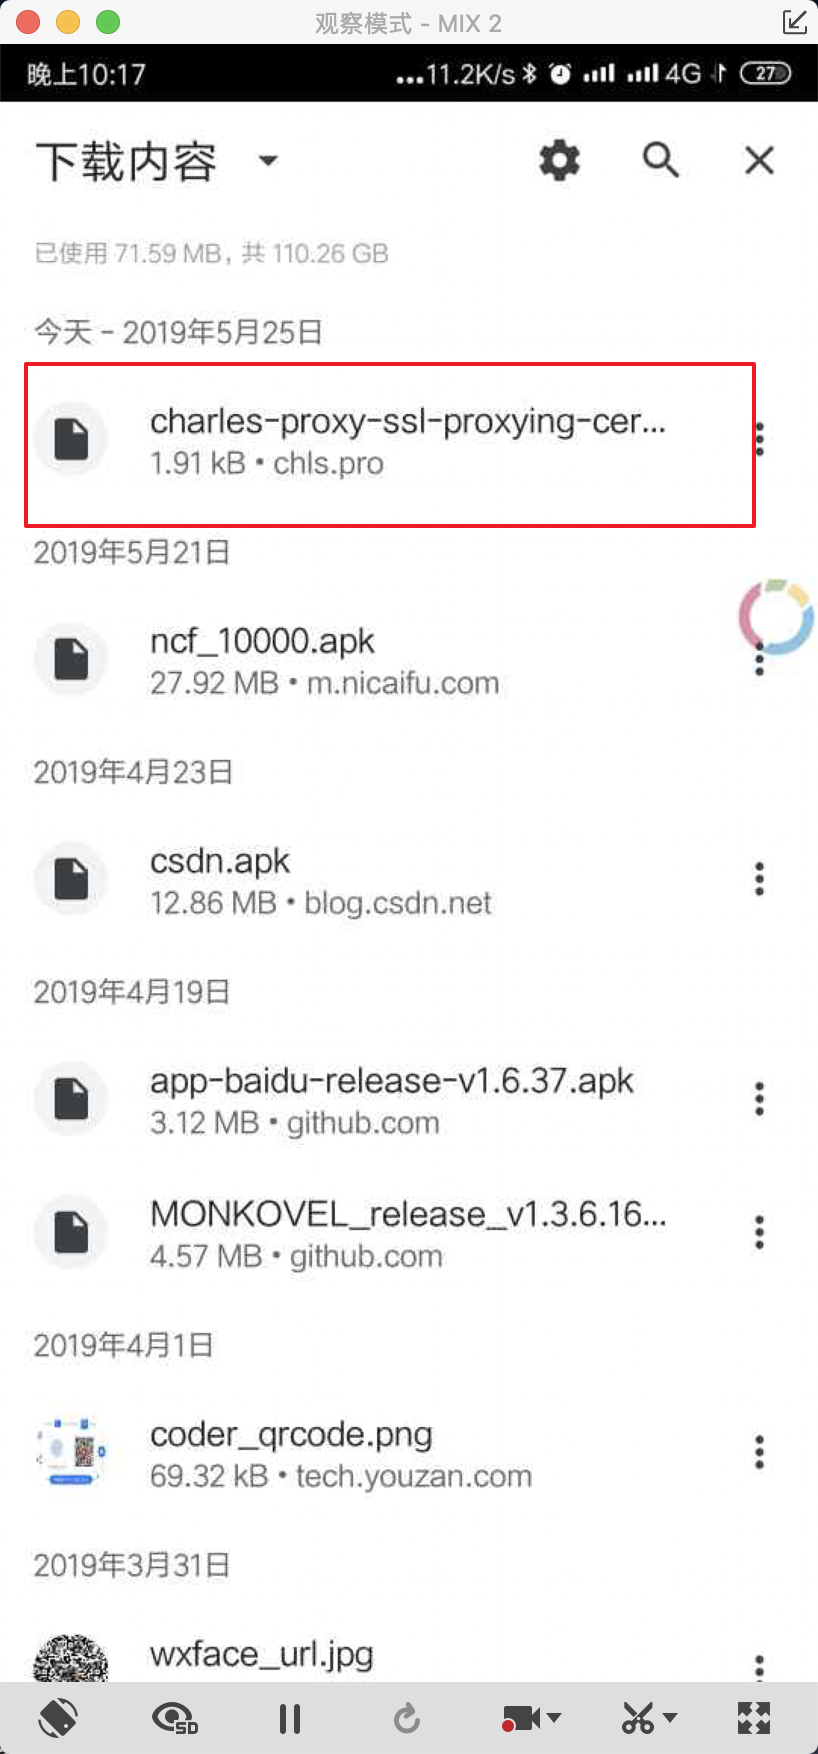 观察模式 - MIX 2
晚上10:17
...11.2K/s 4G 27
下载内容
已使用 71.59 MB，共 110.26 GB
今天 - 2019年5月25日
charles-proxy-ssl-proxying-cer...
1.91 kB • chls.pro
2019年5月21日
ncf_10000.apk
27.92 MB • m.nicaifu.com
2019年4月23日
csdn.apk
12.86 MB • blog.csdn.net
2019年4月19日
app-baidu-release-v1.6.37.apk
3.12 MB • github.com
MONKOVEL_release_v1.3.6.16...
4.57 MB • github.com
2019年4月1日
coder_qrcode.png
69.32 kB • tech.youzan.com
2019年3月31日
wxface_url.jpg
SD